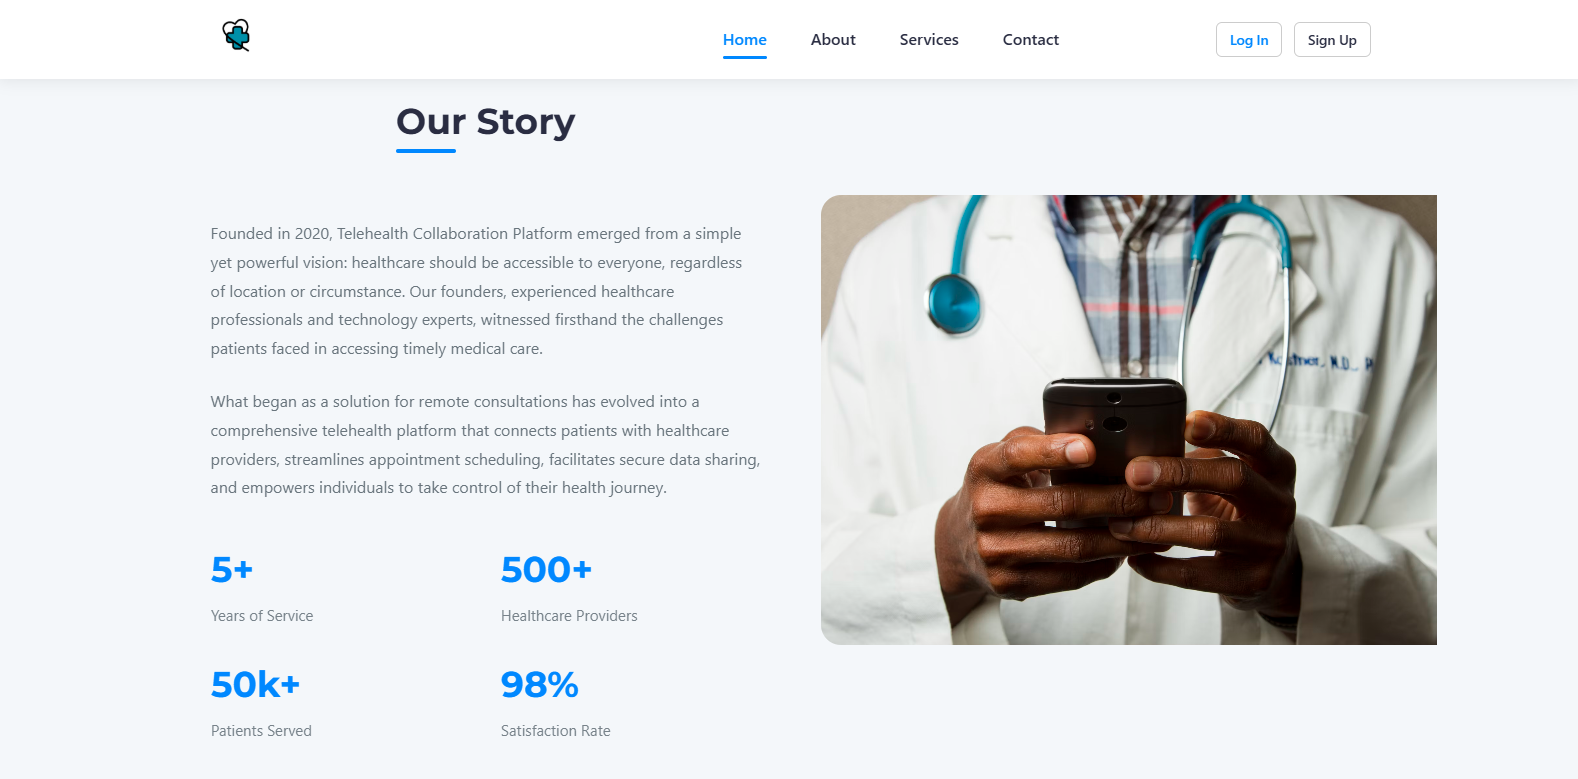 Home About Services Contact Log In Sign Up
Our Story
Founded in 2020, Telehealth Collaboration Platform emerged from a simple
yet powerful vision: healthcare should be accessible to everyone, regardless
of location or circumstance. Our founders, experienced healthcare
professionals and technology experts, witnessed firsthand the challenges
patients faced in accessing timely medical care.
What began as a solution for remote consultations has evolved into a
comprehensive telehealth platform that connects patients with healthcare
providers, streamlines appointment scheduling, facilitates secure data sharing,
and empowers individuals to take control of their health journey.
5+
Years of Service
500+
Healthcare Providers
50k+
Patients Served
98%
Satisfaction Rate
M.D.